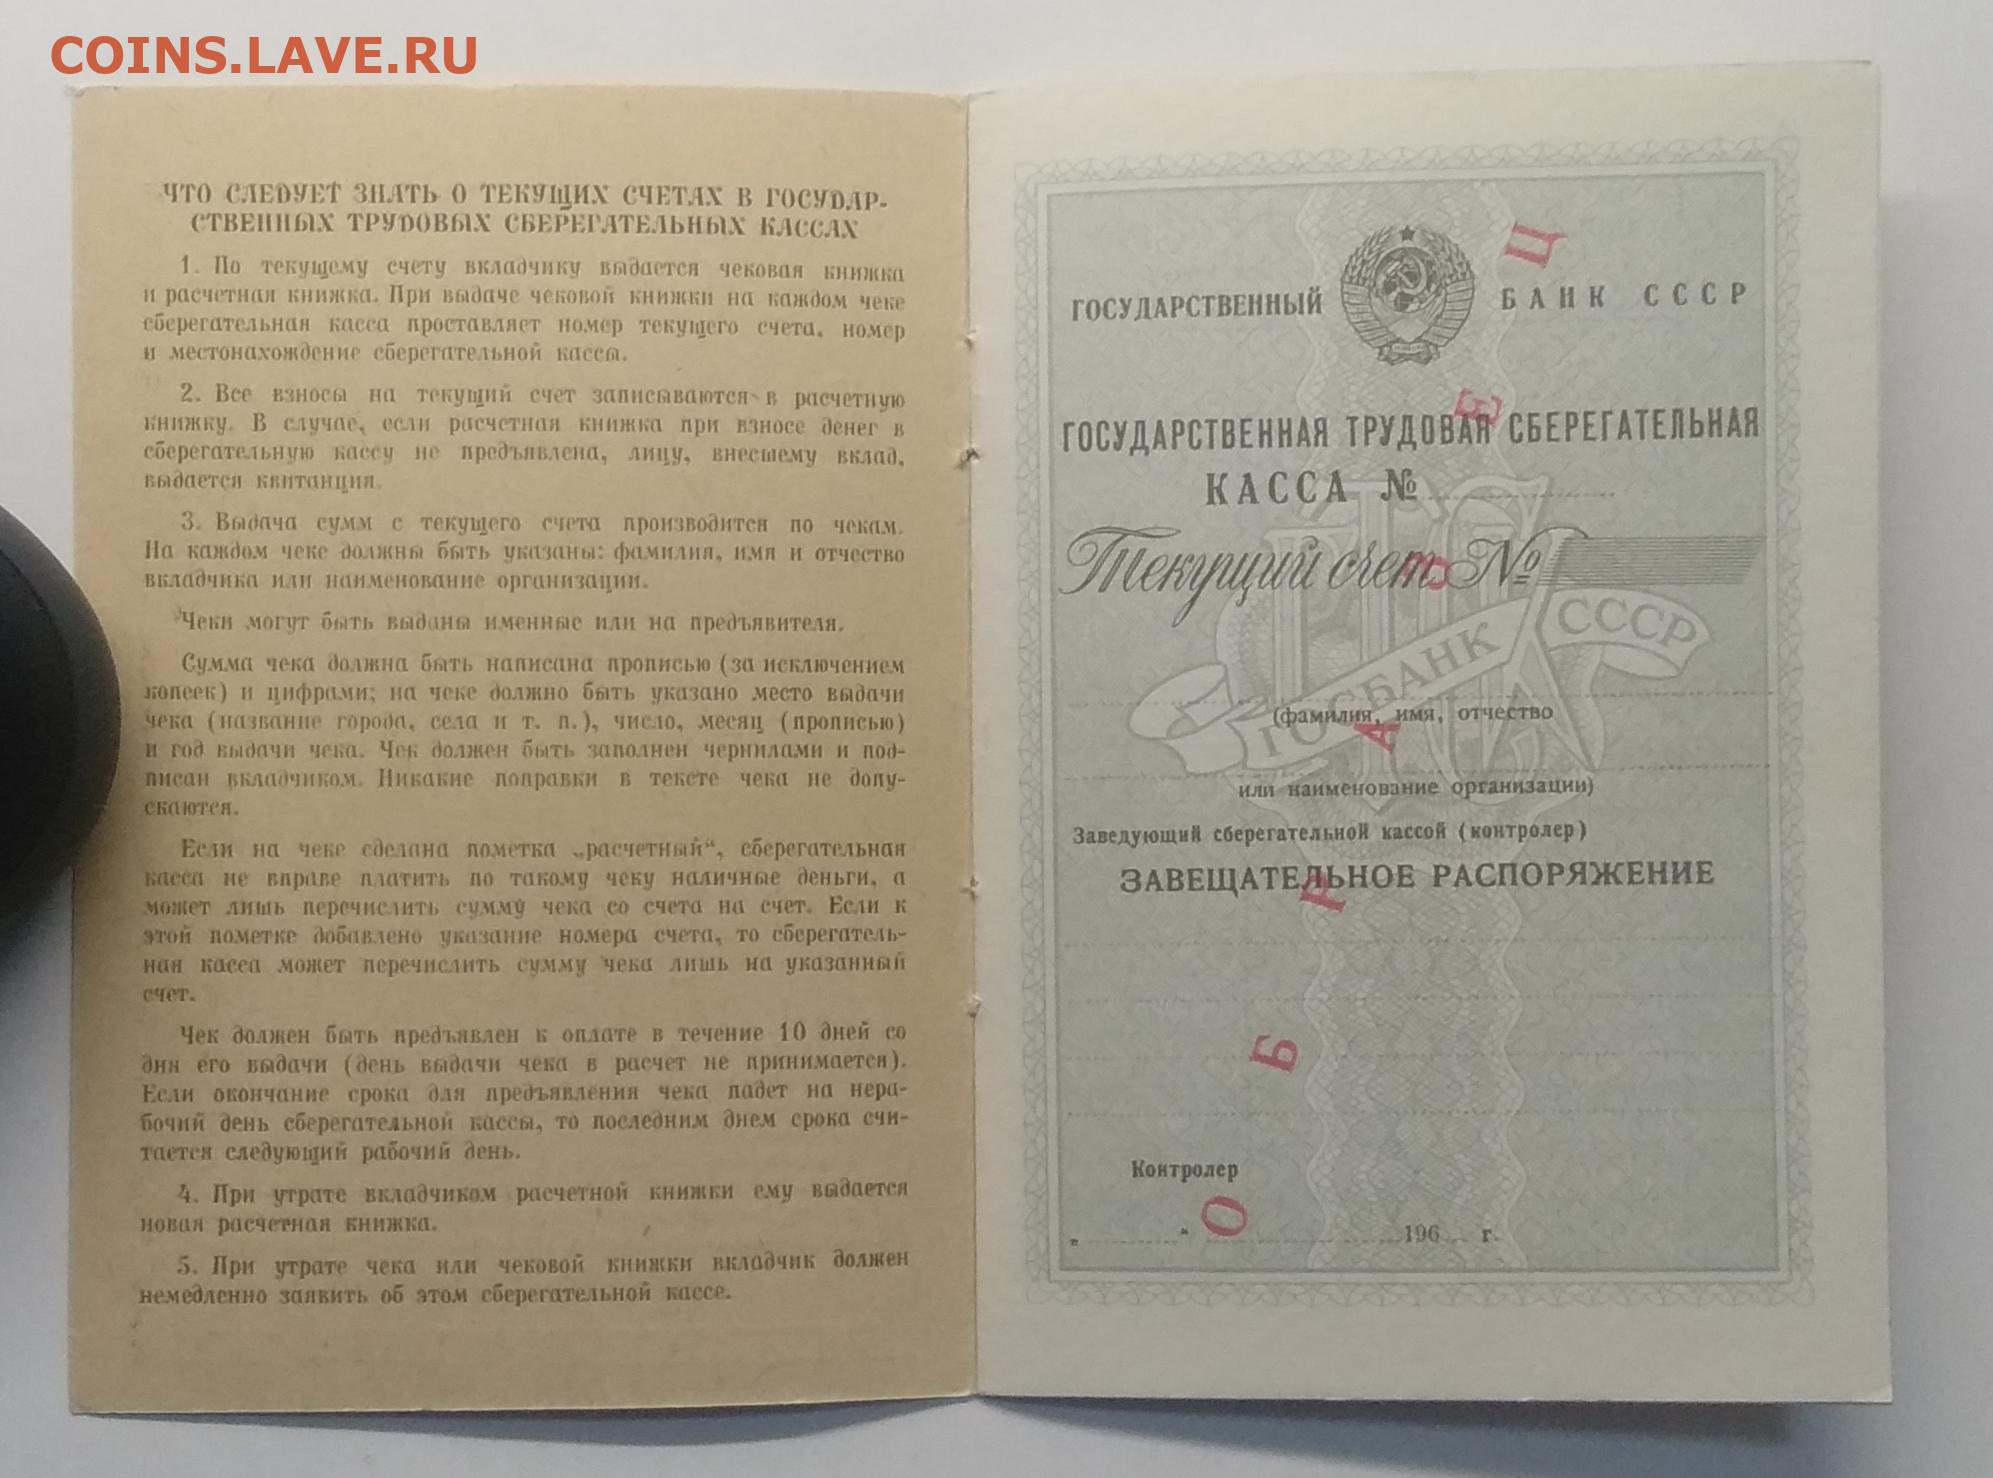 COINS.LAVE.RU
ЧТО СЛЕДУЕТ ЗНАТЬ О ТЕКУЩИХ СЧЕТАХ В ГОСУДАР-
СТВЕННЫХ ТРУДОВЫХ СБЕРЕГАТЕЛЬНЫХ КАССАХ
1. По текущему счету вкладчику выдается чековая книжка
и расчетная книжка. При выдаче чековой книжки на каждом чеке
сберегательная касса проставляет номер текущего счета, номер
и местонахождение сберегательной кассы.
2. Все взносы на текущий счет записываются в расчетную
книжку. В случае, если расчетная книжка при взносе денег в
сберегательную кассу не предъявлена, лицу, внесшему вклад,
выдается квитанция.
3. Выдача сумм с текущего счета производится по чекам.
На каждом чеке должны быть указаны: фамилия, имя и отчество
вкладчика или наименование организации.
Чеки могут быть выданы именные или на предъявителя.
Сумма чека должна быть написана прописью (за исключением
копеек) и цифрами; на чеке должно быть указано место выдачи
чека (название города, села и т. п.), число, месяц (прописью)
и год выдачи чека. Чек должен быть заполнен чернилами и под-
писан вкладчиком. Никакие поправки в тексте чека не допу-
скаются.
Если на чеке сделана пометка „расчетный“, сберегательная
касса не вправе платить по такому чеку наличные деньги, а
может лишь перечислить сумму чека со счета на счет. Если к
этой пометке добавлено указание номера счета, то сберегатель-
ная касса может перечислить сумму чека лишь на указанный
счет.
Чек должен быть предъявлен к оплате в течение 10 дней со
дня его выдачи (день выдачи чека в расчет не принимается).
Если окончание срока для предъявления чека падет на нера-
бочий день сберегательной кассы, то последним днем срока счи-
тается следующий рабочий день.
4. При утрате вкладчиком расчетной книжки ему выдается
новая расчетная книжка.
5. При утрате чека или чековой книжки вкладчик должен
немедленно заявить об этом сберегательной кассе.
ГОСУДАРСТВЕННЫЙ БАНК СССР
ГОСУДАРСТВЕННАЯ ТРУДОВАЯ СБЕРЕГАТЕЛЬНАЯ
КАССА №
Текущий счет №
ГОСБАНК СССР
(фамилия, имя, отчество
или наименование организации)
Заведующий сберегательной кассой (контролер)
ЗАВЕЩАТЕЛЬНОЕ РАСПОРЯЖЕНИЕ
Контролер
„ “ 196 г.
ОБРАЗЕЦ